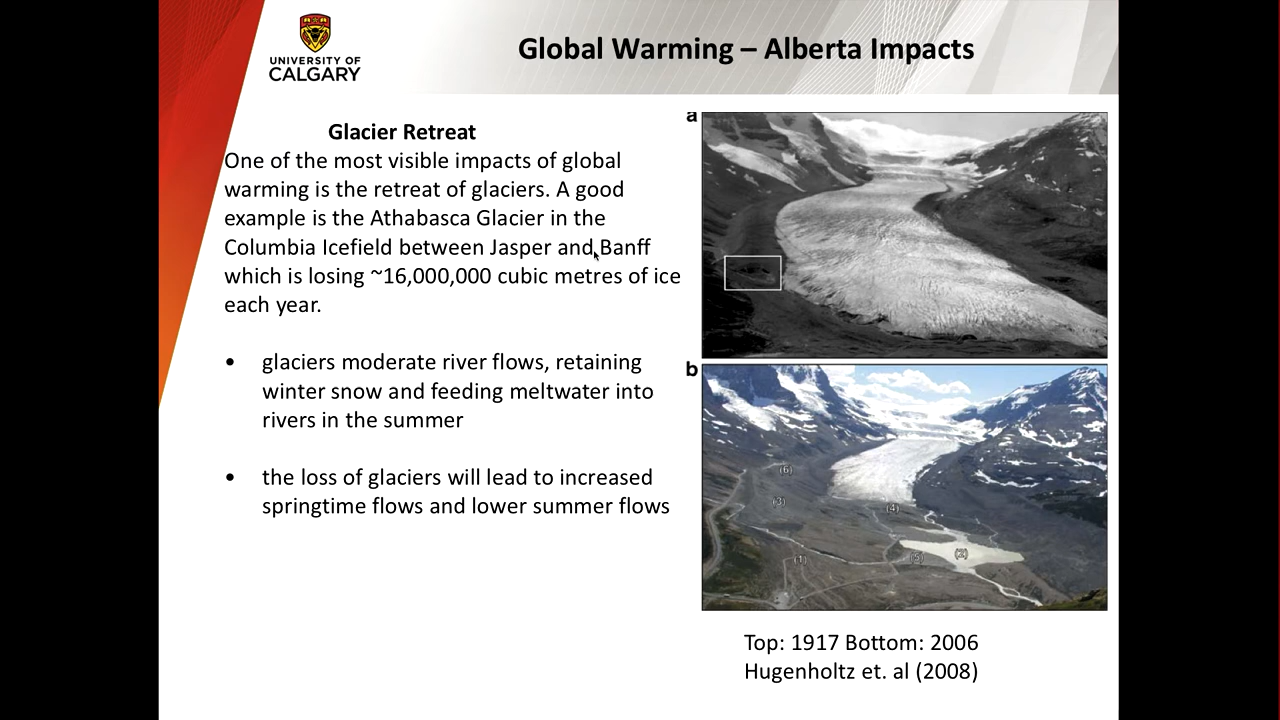 UNIVERSITY OF
CALGARY
Global Warming – Alberta Impacts
Glacier Retreat
One of the most visible impacts of global
warming is the retreat of glaciers. A good
example is the Athabasca Glacier in the
Columbia Icefield between Jasper and Banff
which is losing ~16,000,000 cubic metres of ice
each year.
• glaciers moderate river flows, retaining
winter snow and feeding meltwater into
rivers in the summer
• the loss of glaciers will lead to increased
springtime flows and lower summer flows
a
b
(6)
(3)
(4)
(1)
(5)
(2)
Top: 1917 Bottom: 2006
Hugenholtz et. al (2008)